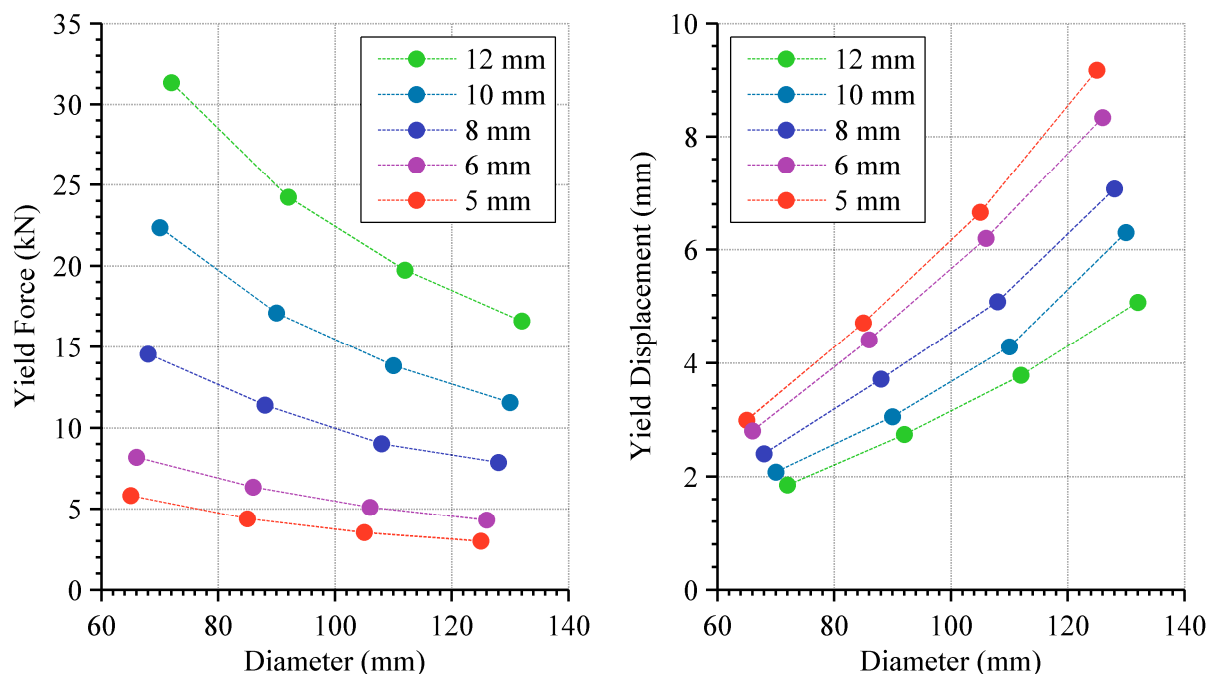 35
30
25
20
15
10
5
0
Yield Force (kN)
12 mm
10 mm
8 mm
6 mm
5 mm
60 80 100 120 140
Diameter (mm)
10
8
6
4
2
0
Yield Displacement (mm)
12 mm
10 mm
8 mm
6 mm
5 mm
60 80 100 120 140
Diameter (mm)